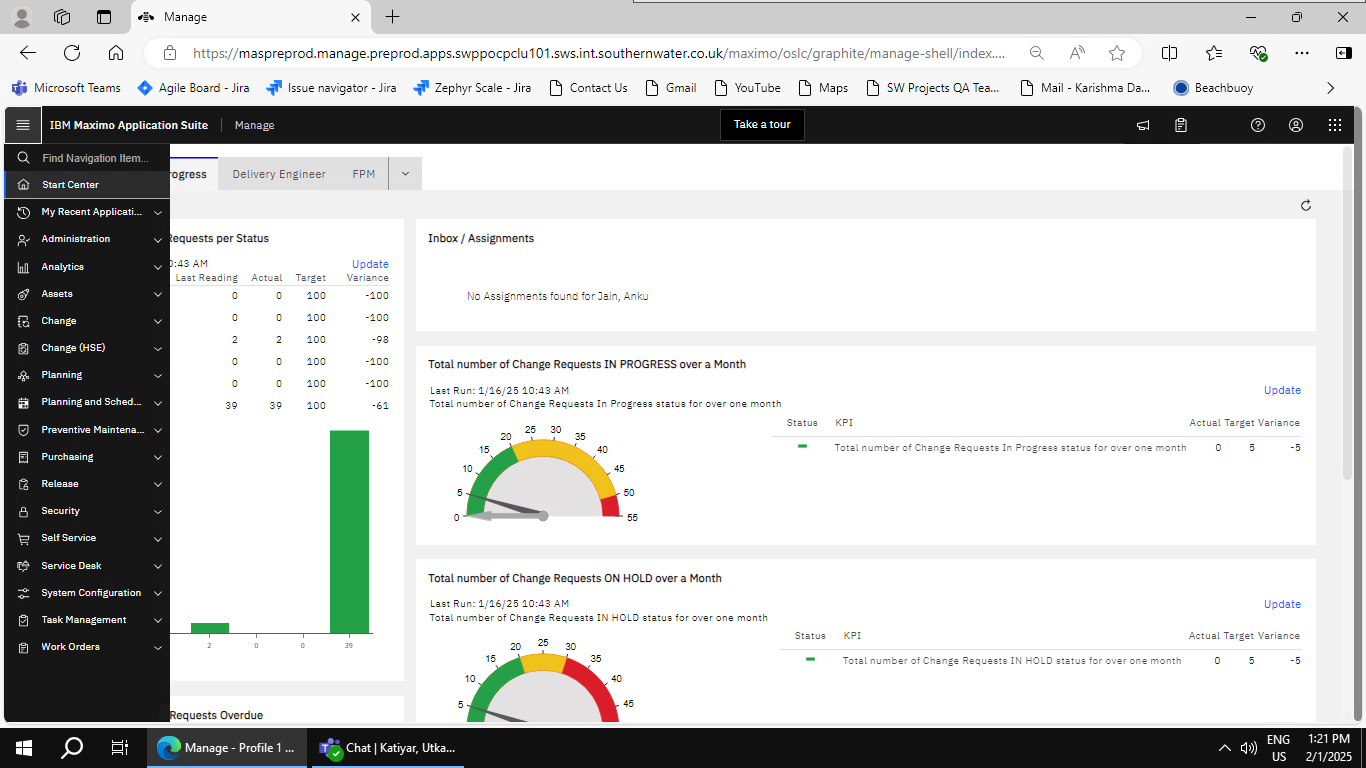 Manage
https://maspreprod.manage.preprod.apps.swppocpclu101.sws.int.southernwater.co.uk/maximo/oslc/graphite/manage-shell/index....
Microsoft Teams
Agile Board - Jira
Issue navigator - Jira
Zephyr Scale - Jira
Contact Us
Gmail
YouTube
Maps
SW Projects QA Tea...
Mail - Karishma Da...
Beachbuoy
IBM Maximo Application Suite
Manage
Take a tour
Find Navigation Item...
Start Center
My Recent Applicati...
Administration
Analytics
Assets
Change
Change (HSE)
Planning
Planning and Sched...
Preventive Maintena...
Purchasing
Release
Security
Self Service
Service Desk
System Configuration
Task Management
Work Orders
rogress
Delivery Engineer
FPM
Requests per Status
0:43 AM
Update
Last Reading Actual Target Variance
0 0 100 -100
0 0 100 -100
2 2 100 -98
0 0 100 -100
0 0 100 -100
39 39 100 -61
2 0 0 39
Requests Overdue
Inbox / Assignments
No Assignments found for Jain, Anku
Total number of Change Requests IN PROGRESS over a Month
Last Run: 1/16/25 10:43 AM
Update
Total number of Change Requests In Progress status for over one month
0 5 10 15 20 25 30 35 40 45 50 55
Status KPI Actual Target Variance
Total number of Change Requests In Progress status for over one month 0 5 -5
Total number of Change Requests ON HOLD over a Month
Last Run: 1/16/25 10:43 AM
Update
Total number of Change Requests IN HOLD status for over one month
5 10 15 20 25 30 35 40 45
Status KPI Actual Target Variance
Total number of Change Requests IN HOLD status for over one month 0 5 -5
Manage - Profile 1 ...
Chat | Katiyar, Utka...
ENG
US
1:21 PM
2/1/2025